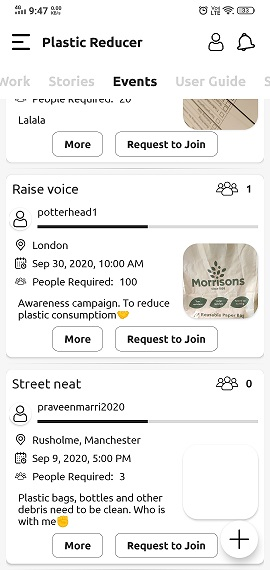 4G 9:47 0.00 KB/s Vo) LTE 33
Plastic Reducer
Work Stories Events User Guide S
People Required: 20
Lalala
More Request to Join
Raise voice 1
potterhead1
London
Sep 30, 2020, 10:00 AM
People Required: 100
Morrisons
Reusable Paper Bag
Awareness campaign. To reduce
plastic consumptiom🤝
More Request to Join
Street neat 0
praveenmarri2020
Rusholme, Manchester
Sep 9, 2020, 5:00 PM
People Required: 3
Plastic bags, bottles and other
debris need to be clean. Who is
with me✊
More Request to Join